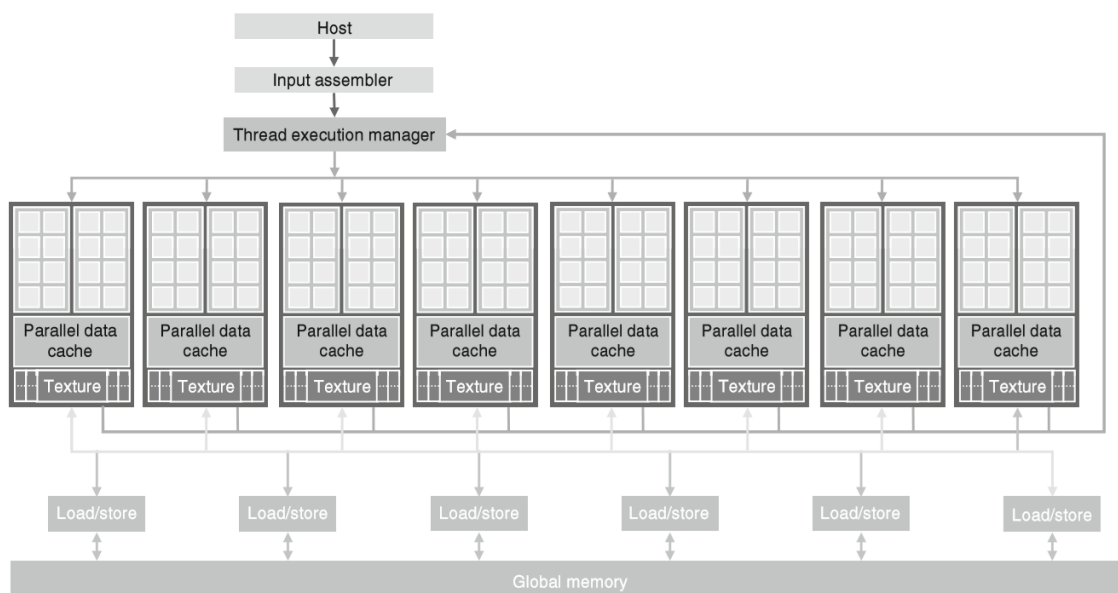 Host
Input assembler
Thread execution manager
Parallel data
cache
Parallel data
cache
Parallel data
cache
Parallel data
cache
Parallel data
cache
Parallel data
cache
Parallel data
cache
Parallel data
cache
Texture
Texture
Texture
Texture
Texture
Texture
Texture
Texture
Load/store
Load/store
Load/store
Load/store
Load/store
Load/store
Global memory